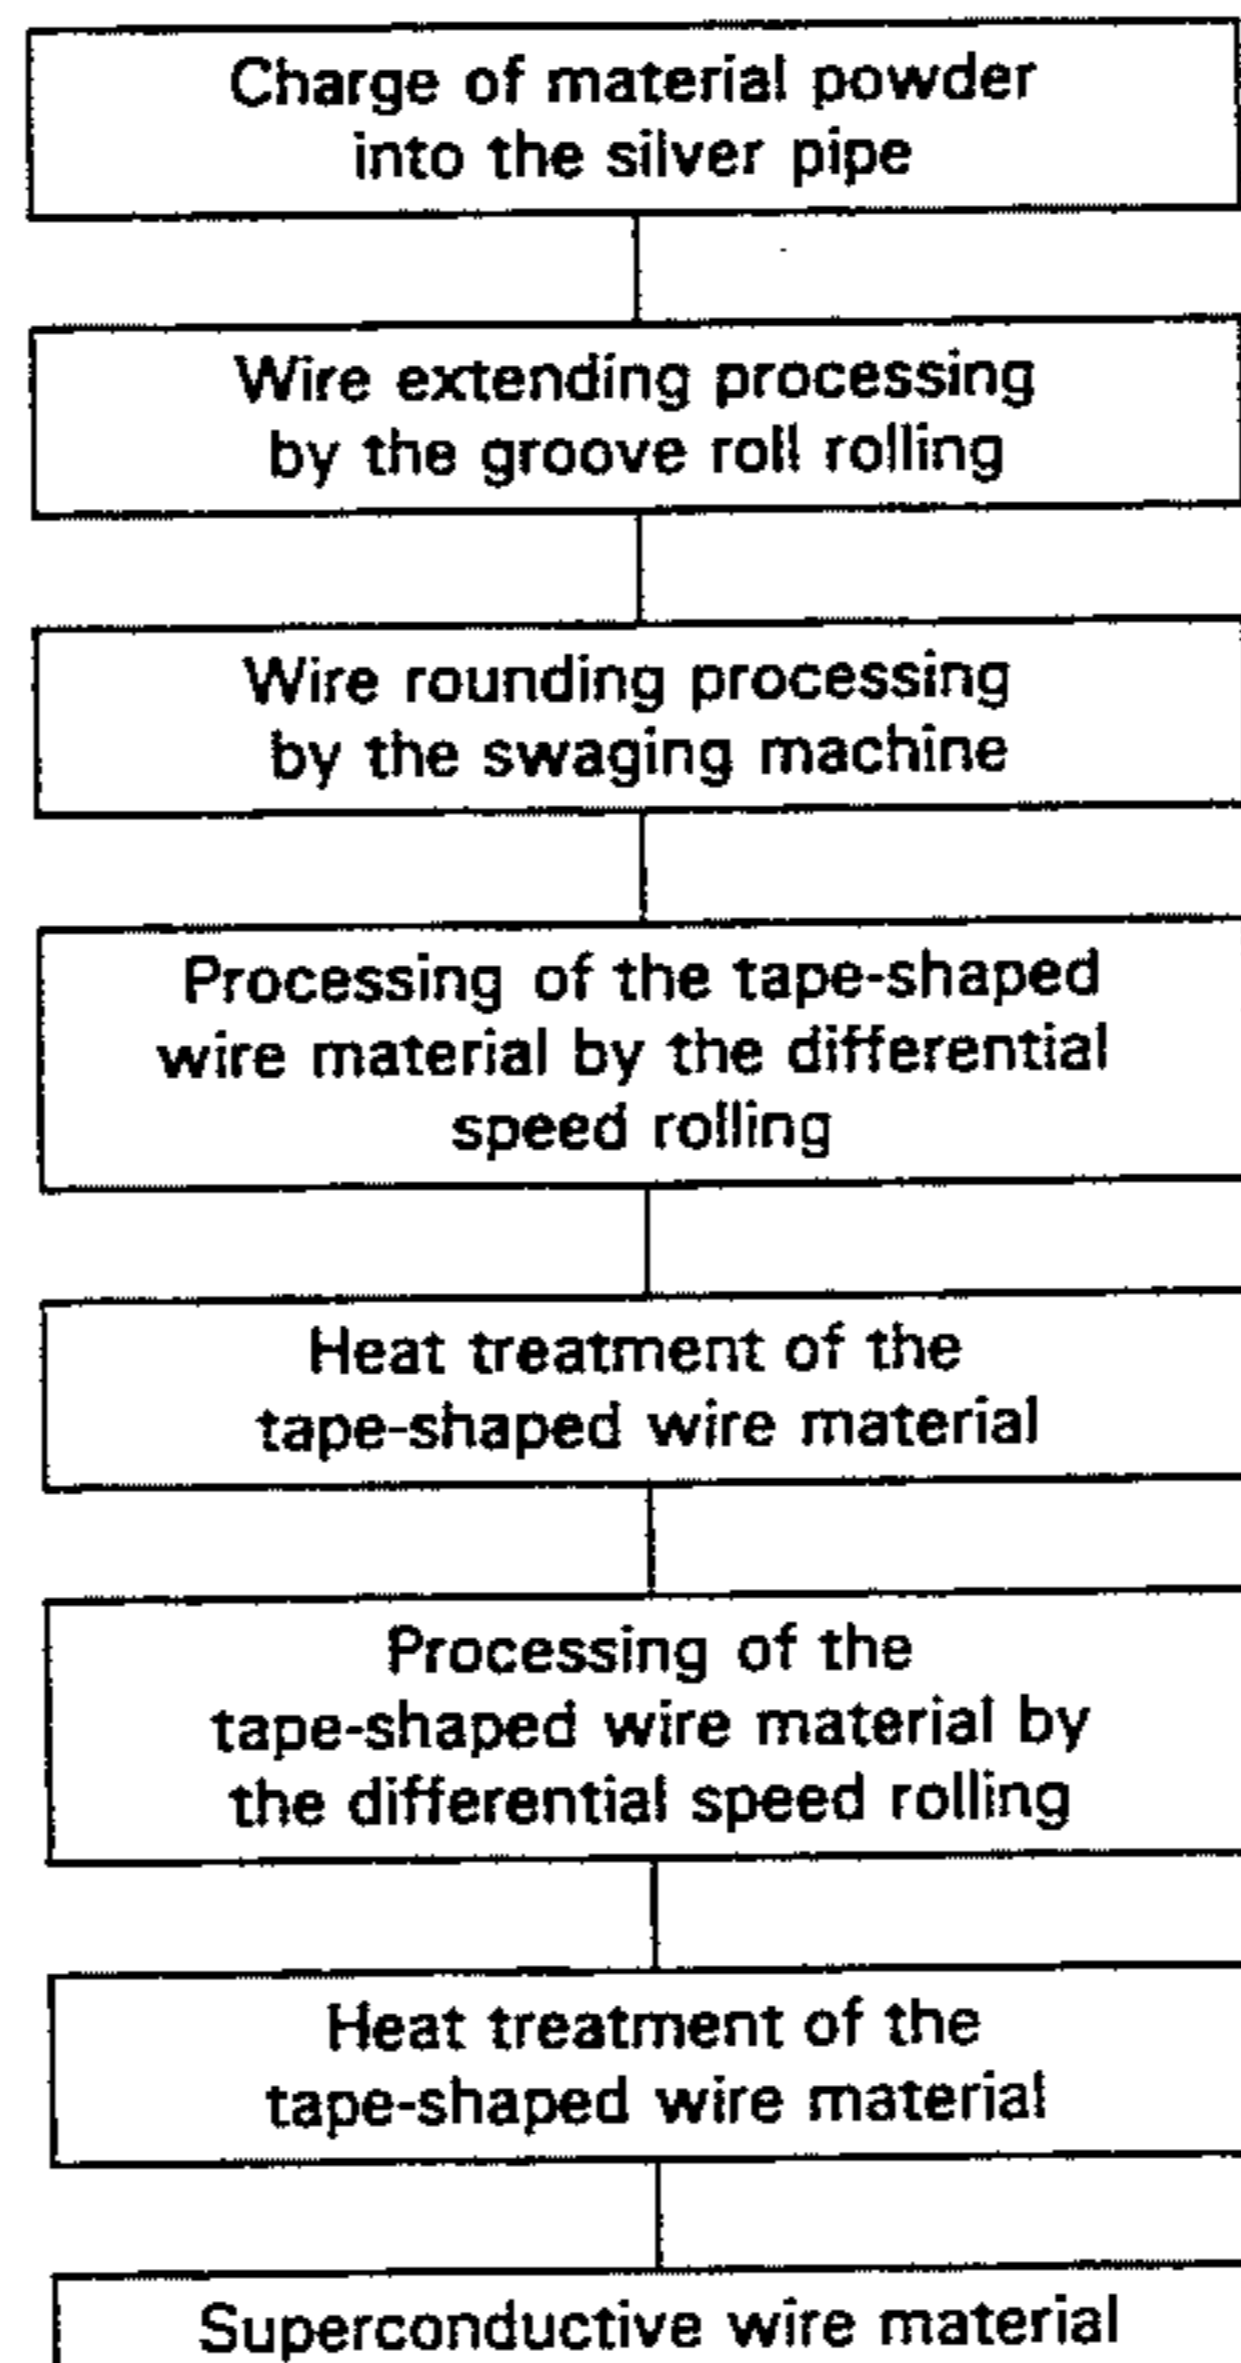 Charge of material powder
into the silver pipe
Wire extending processing
by the groove roll rolling
Wire rounding processing
by the swaging machine
Processing of the tape-shaped
wire material by the differential
speed rolling
Heat treatment of the
tape-shaped wire material
Processing of the
tape-shaped wire material by
the differential speed rolling
Heat treatment of the
tape-shaped wire material
Superconductive wire material